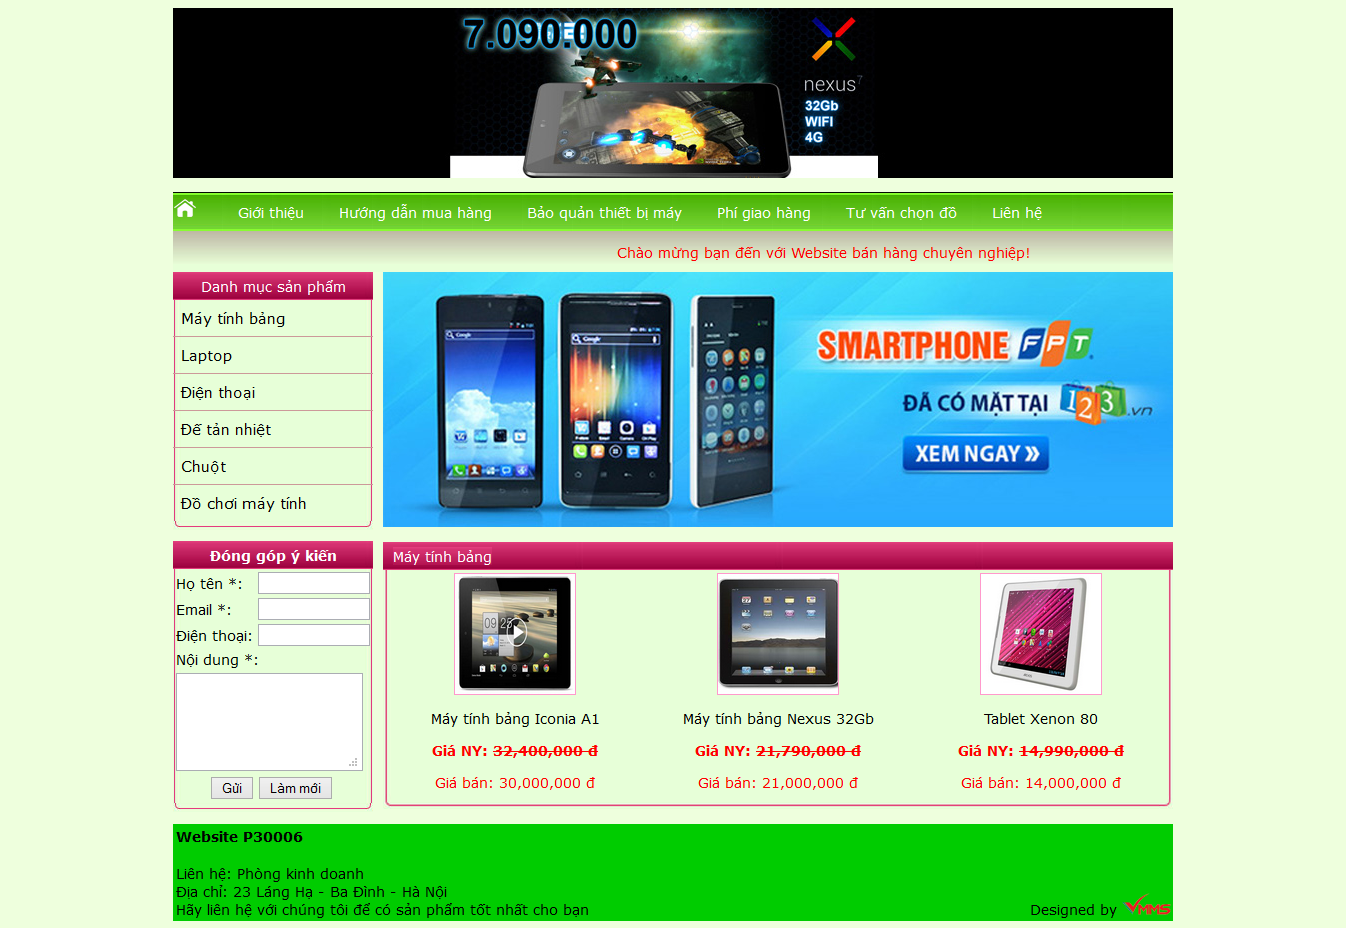 7.090.000
nexus 7
32Gb
WIFI
4G
Giới thiệu
Hướng dẫn mua hàng
Bảo quản thiết bị máy
Phí giao hàng
Tư vấn chọn đồ
Liên hệ
Chào mừng bạn đến với Website bán hàng chuyên nghiệp!
Danh mục sản phẩm
Máy tính bảng
Laptop
Điện thoại
Đế tản nhiệt
Chuột
Đồ chơi máy tính
Google
Google
SMARTPHONE FPT
ĐÃ CÓ MẶT TẠI 123.vn
XEM NGAY
Đóng góp ý kiến
Họ tên *:
Email *:
Điện thoại:
Nội dung *:
Gửi
Làm mới
Máy tính bảng
Máy tính bảng Iconia A1
Giá NY: 32,400,000 đ
Giá bán: 30,000,000 đ
Máy tính bảng Nexus 32Gb
Giá NY: 21,790,000 đ
Giá bán: 21,000,000 đ
Tablet Xenon 80
Giá NY: 14,990,000 đ
Giá bán: 14,000,000 đ
Website P30006
Liên hệ: Phòng kinh doanh
Địa chỉ: 23 Láng Hạ - Ba Đình - Hà Nội
Hãy liên hệ với chúng tôi để có sản phẩm tốt nhất cho bạn
Designed by VMMS